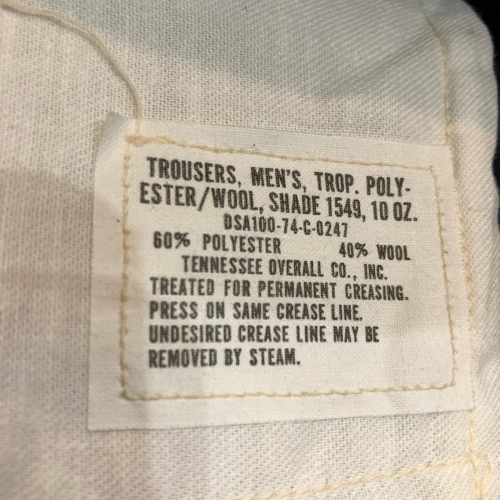 TROUSERS, MEN'S, TROP. POLY-
ESTER/WOOL, SHADE 1549, 10 OZ.
DSA100-74-C-0247
60% POLYESTER 40% WOOL
TENNESSEE OVERALL CO., INC.
TREATED FOR PERMANENT CREASING.
PRESS ON SAME CREASE LINE.
UNDESIRED CREASE LINE MAY BE
REMOVED BY STEAM.